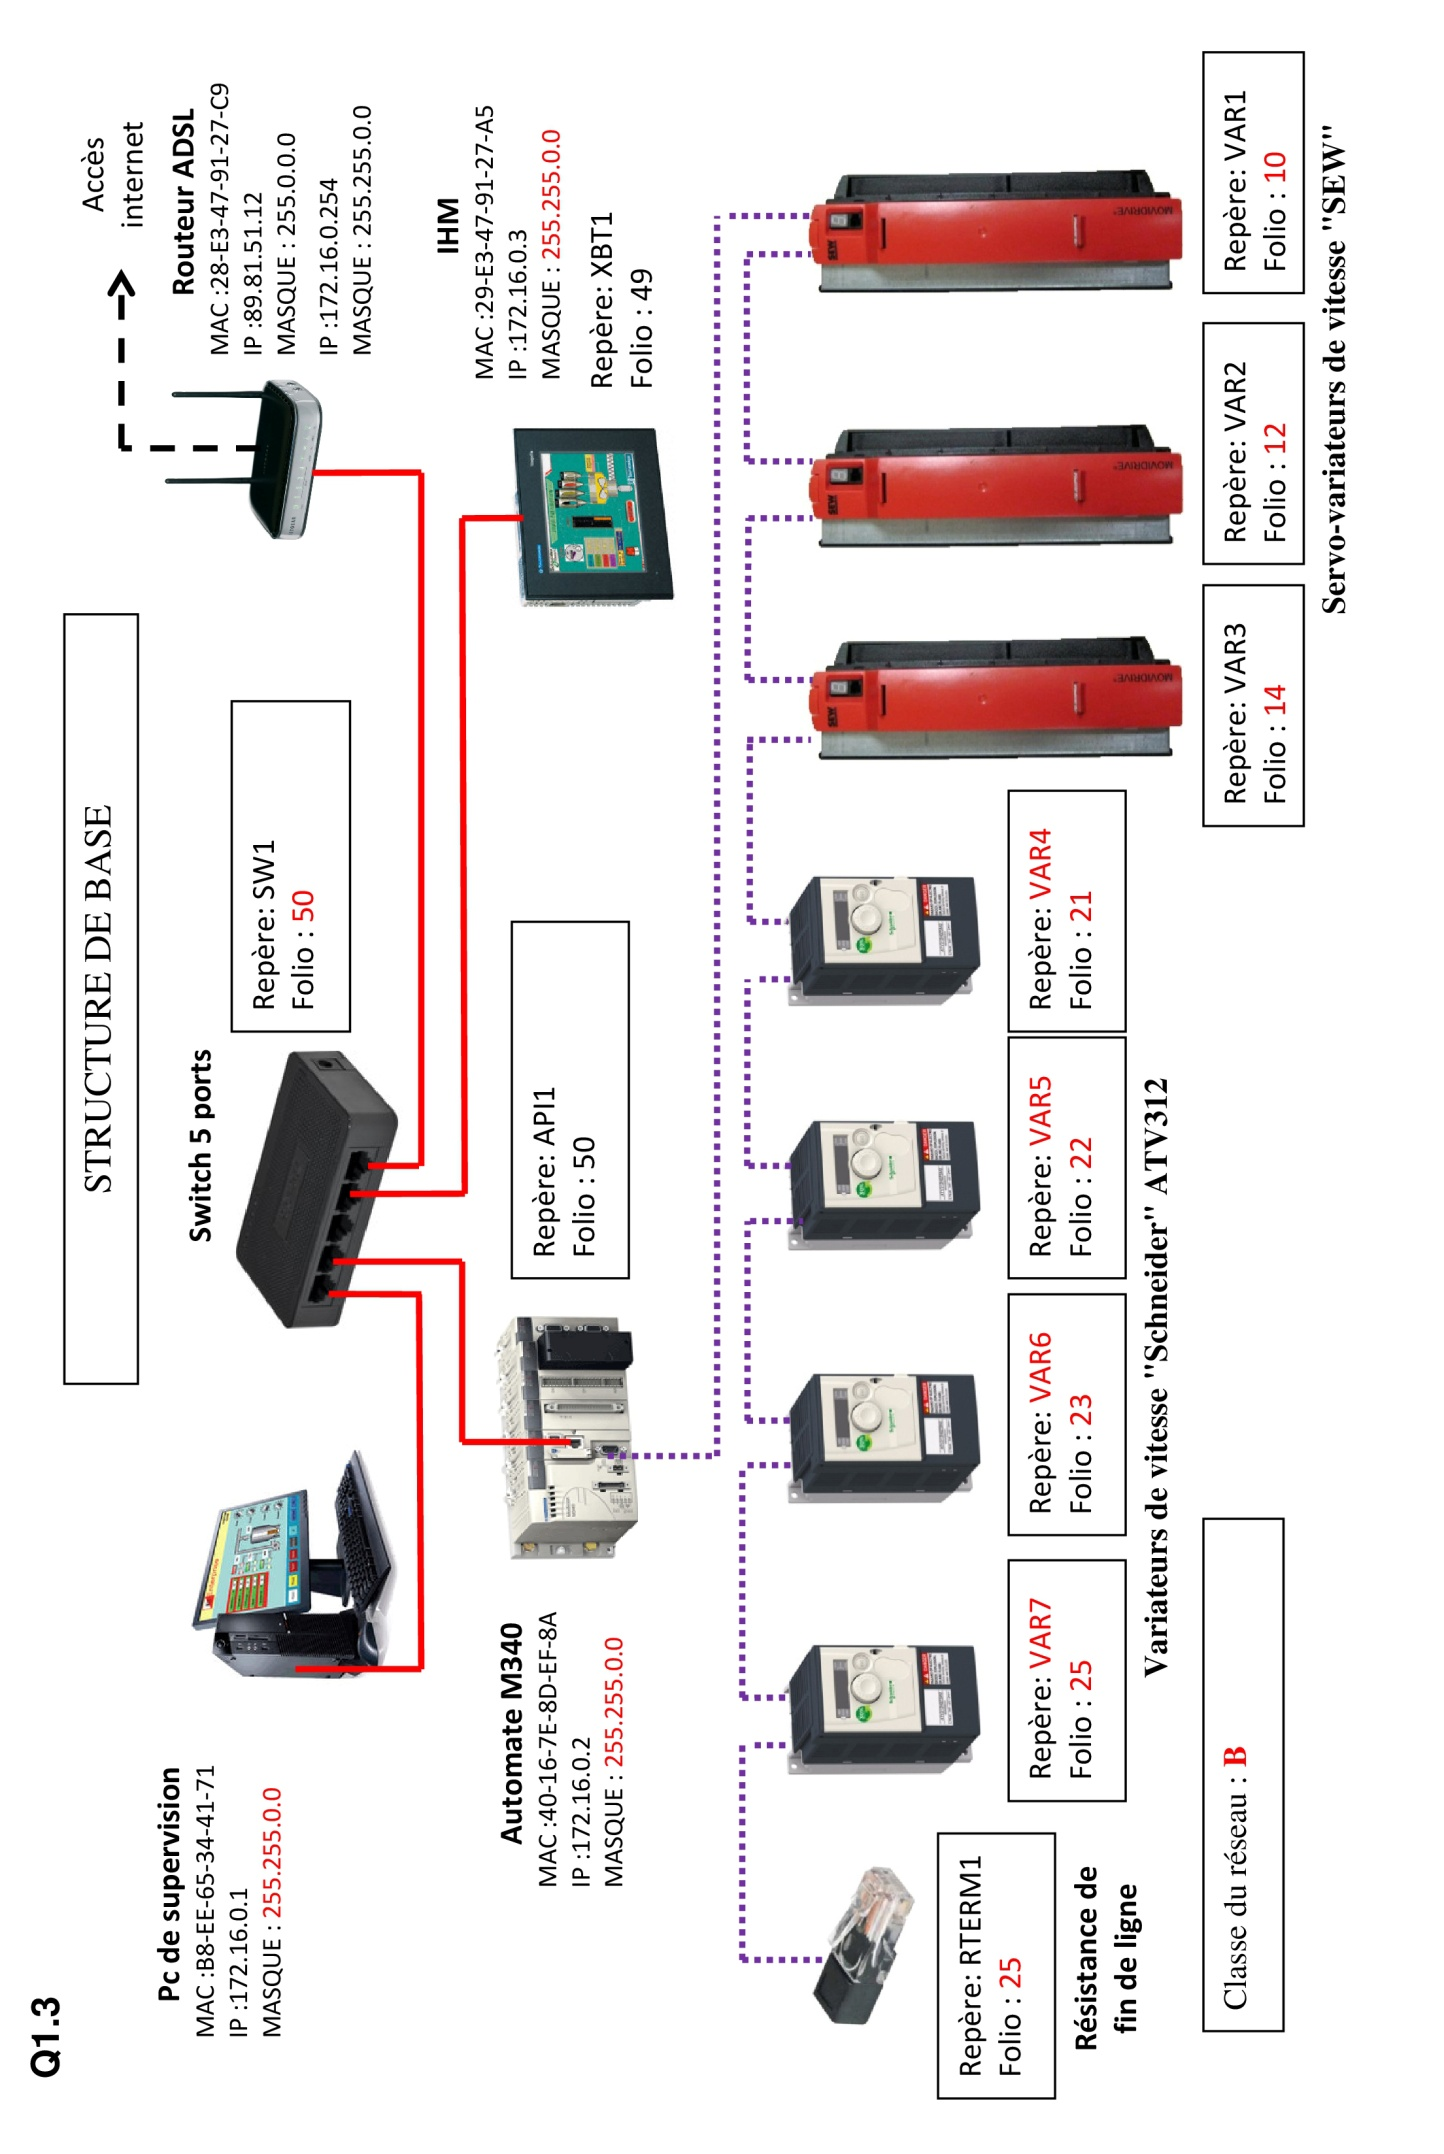 Q1.3
STRUCTURE DE BASE
Accès
internet
Pc de supervision
MAC :B8-EE-65-34-41-71
IP :172.16.0.1
MASQUE : 255.255.0.0
Switch 5 ports
Repère: SW1
Folio : 50
Routeur ADSL
MAC :28-E3-47-91-27-C9
IP :89.81.51.12
MASQUE : 255.0.0.0
IP :172.16.0.254
MASQUE : 255.255.0.0
Automate M340
MAC :40-16-7E-8D-EF-8A
IP :172.16.0.2
MASQUE : 255.255.0.0
Repère: API1
Folio : 50
IHM
MAC :29-E3-47-91-27-A5
IP :172.16.0.3
MASQUE : 255.255.0.0
Repère: XBT1
Folio : 49
Repère: RTERM1
Folio : 25
Résistance de
fin de ligne
Repère: VAR7
Folio : 25
Repère: VAR6
Folio : 23
Repère: VAR5
Folio : 22
Repère: VAR4
Folio : 21
Variateurs de vitesse "Schneider" ATV312
SEW
MOVIDRIVE
SEW
MOVIDRIVE
SEW
MOVIDRIVE
Repère: VAR3
Folio : 14
Repère: VAR2
Folio : 12
Repère: VAR1
Folio : 10
Servo-variateurs de vitesse "SEW"
Classe du réseau : B